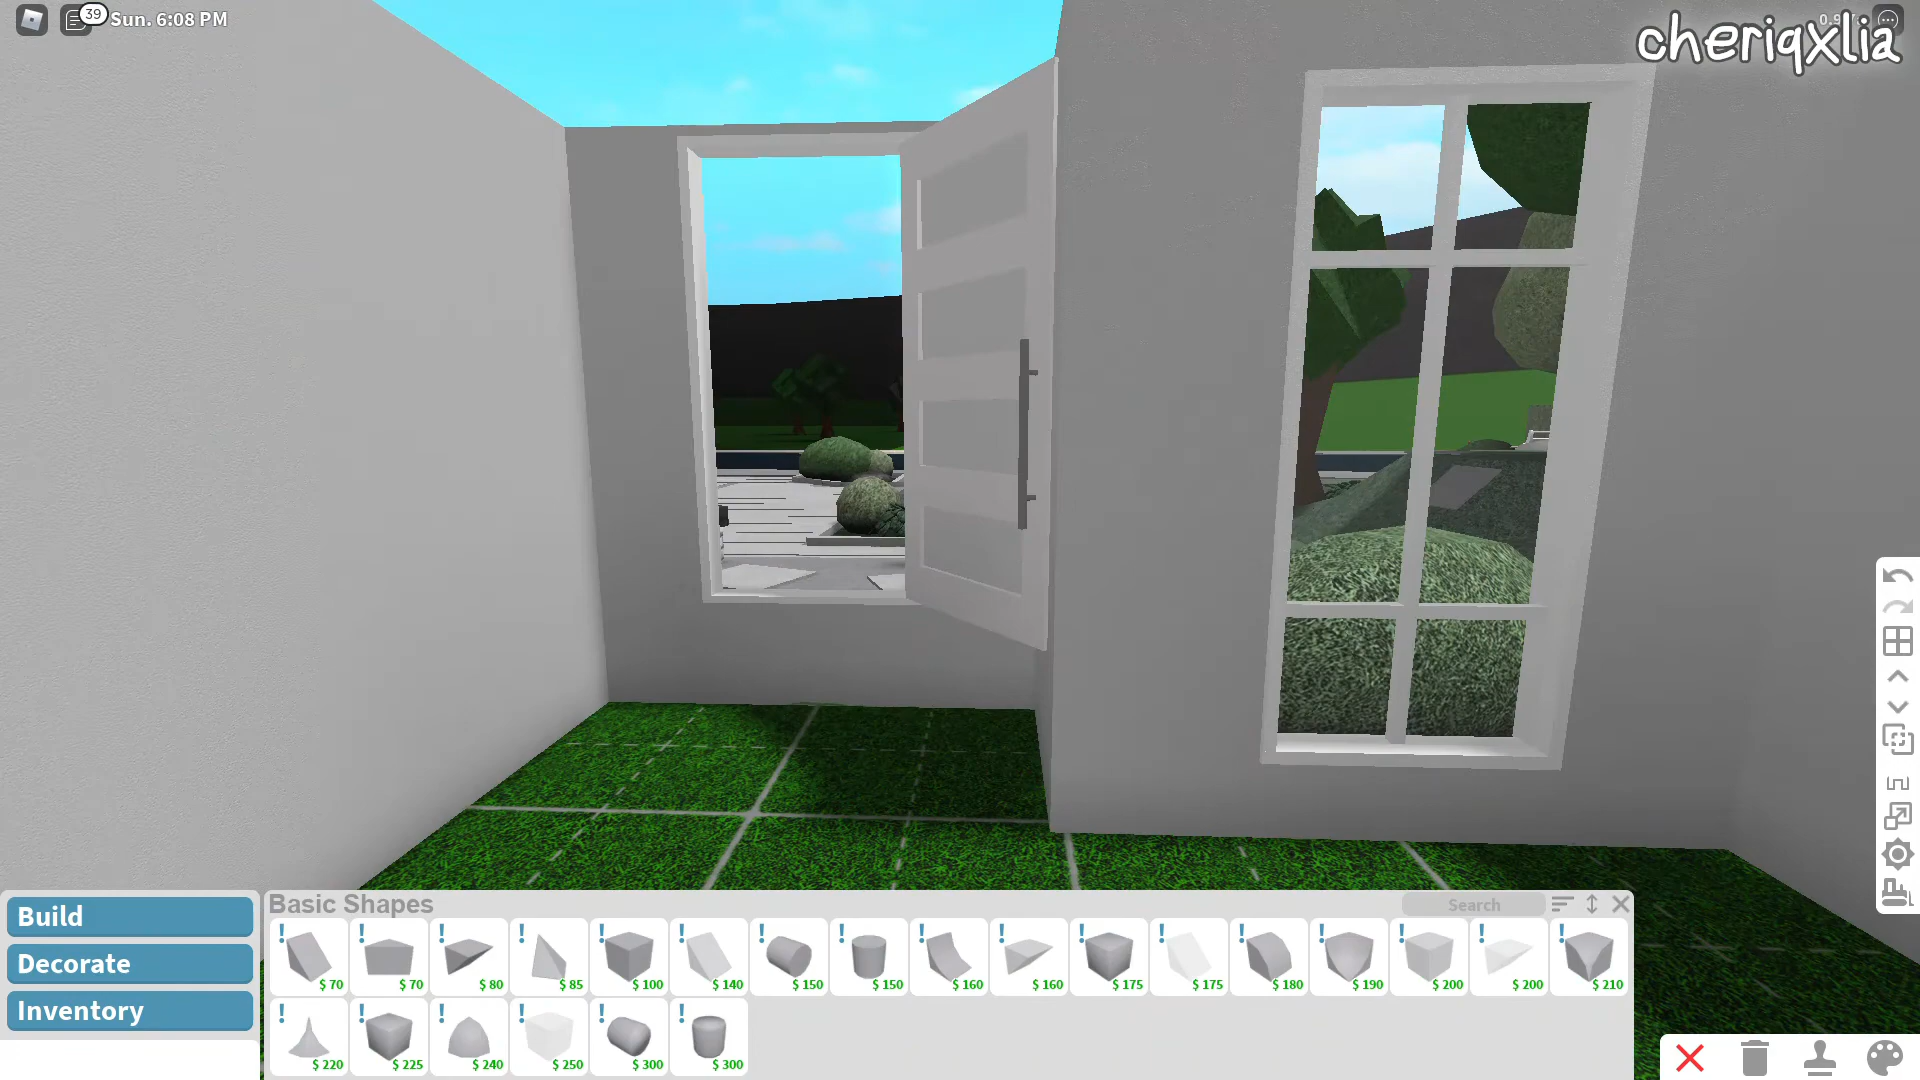 39 Sun. 6:08 PM
cheriqxlia
Build
Decorate
Inventory
Basic Shapes
Search
! $ 70 ! $ 70 ! $ 80 ! $ 85 ! $ 100 ! $ 140 ! $ 150 ! $ 150 ! $ 160 ! $ 160 ! $ 175 ! $ 175 ! $ 180 ! $ 190 ! $ 200 ! $ 200 ! $ 210
! $ 220 ! $ 225 ! $ 240 ! $ 250 ! $ 300 ! $ 300